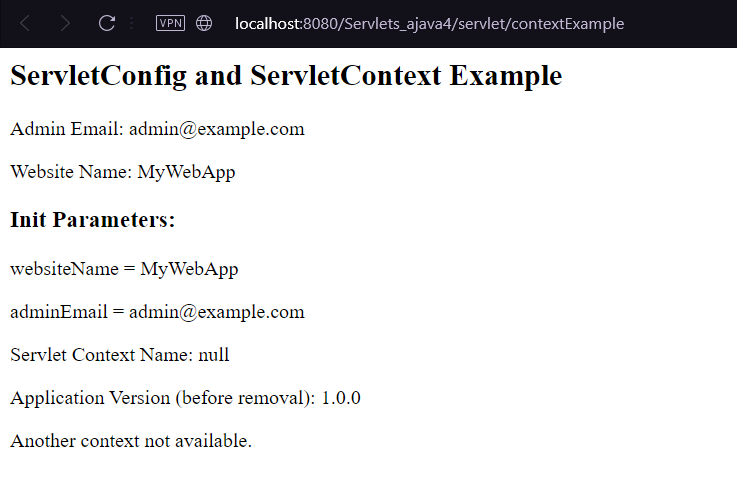 VPN localhost:8080/Servlets_ajava4/servlet/contextExample
ServletConfig and ServletContext Example
Admin Email: admin@example.com
Website Name: MyWebApp
Init Parameters:
websiteName = MyWebApp
adminEmail = admin@example.com
Servlet Context Name: null
Application Version (before removal): 1.0.0
Another context not available.